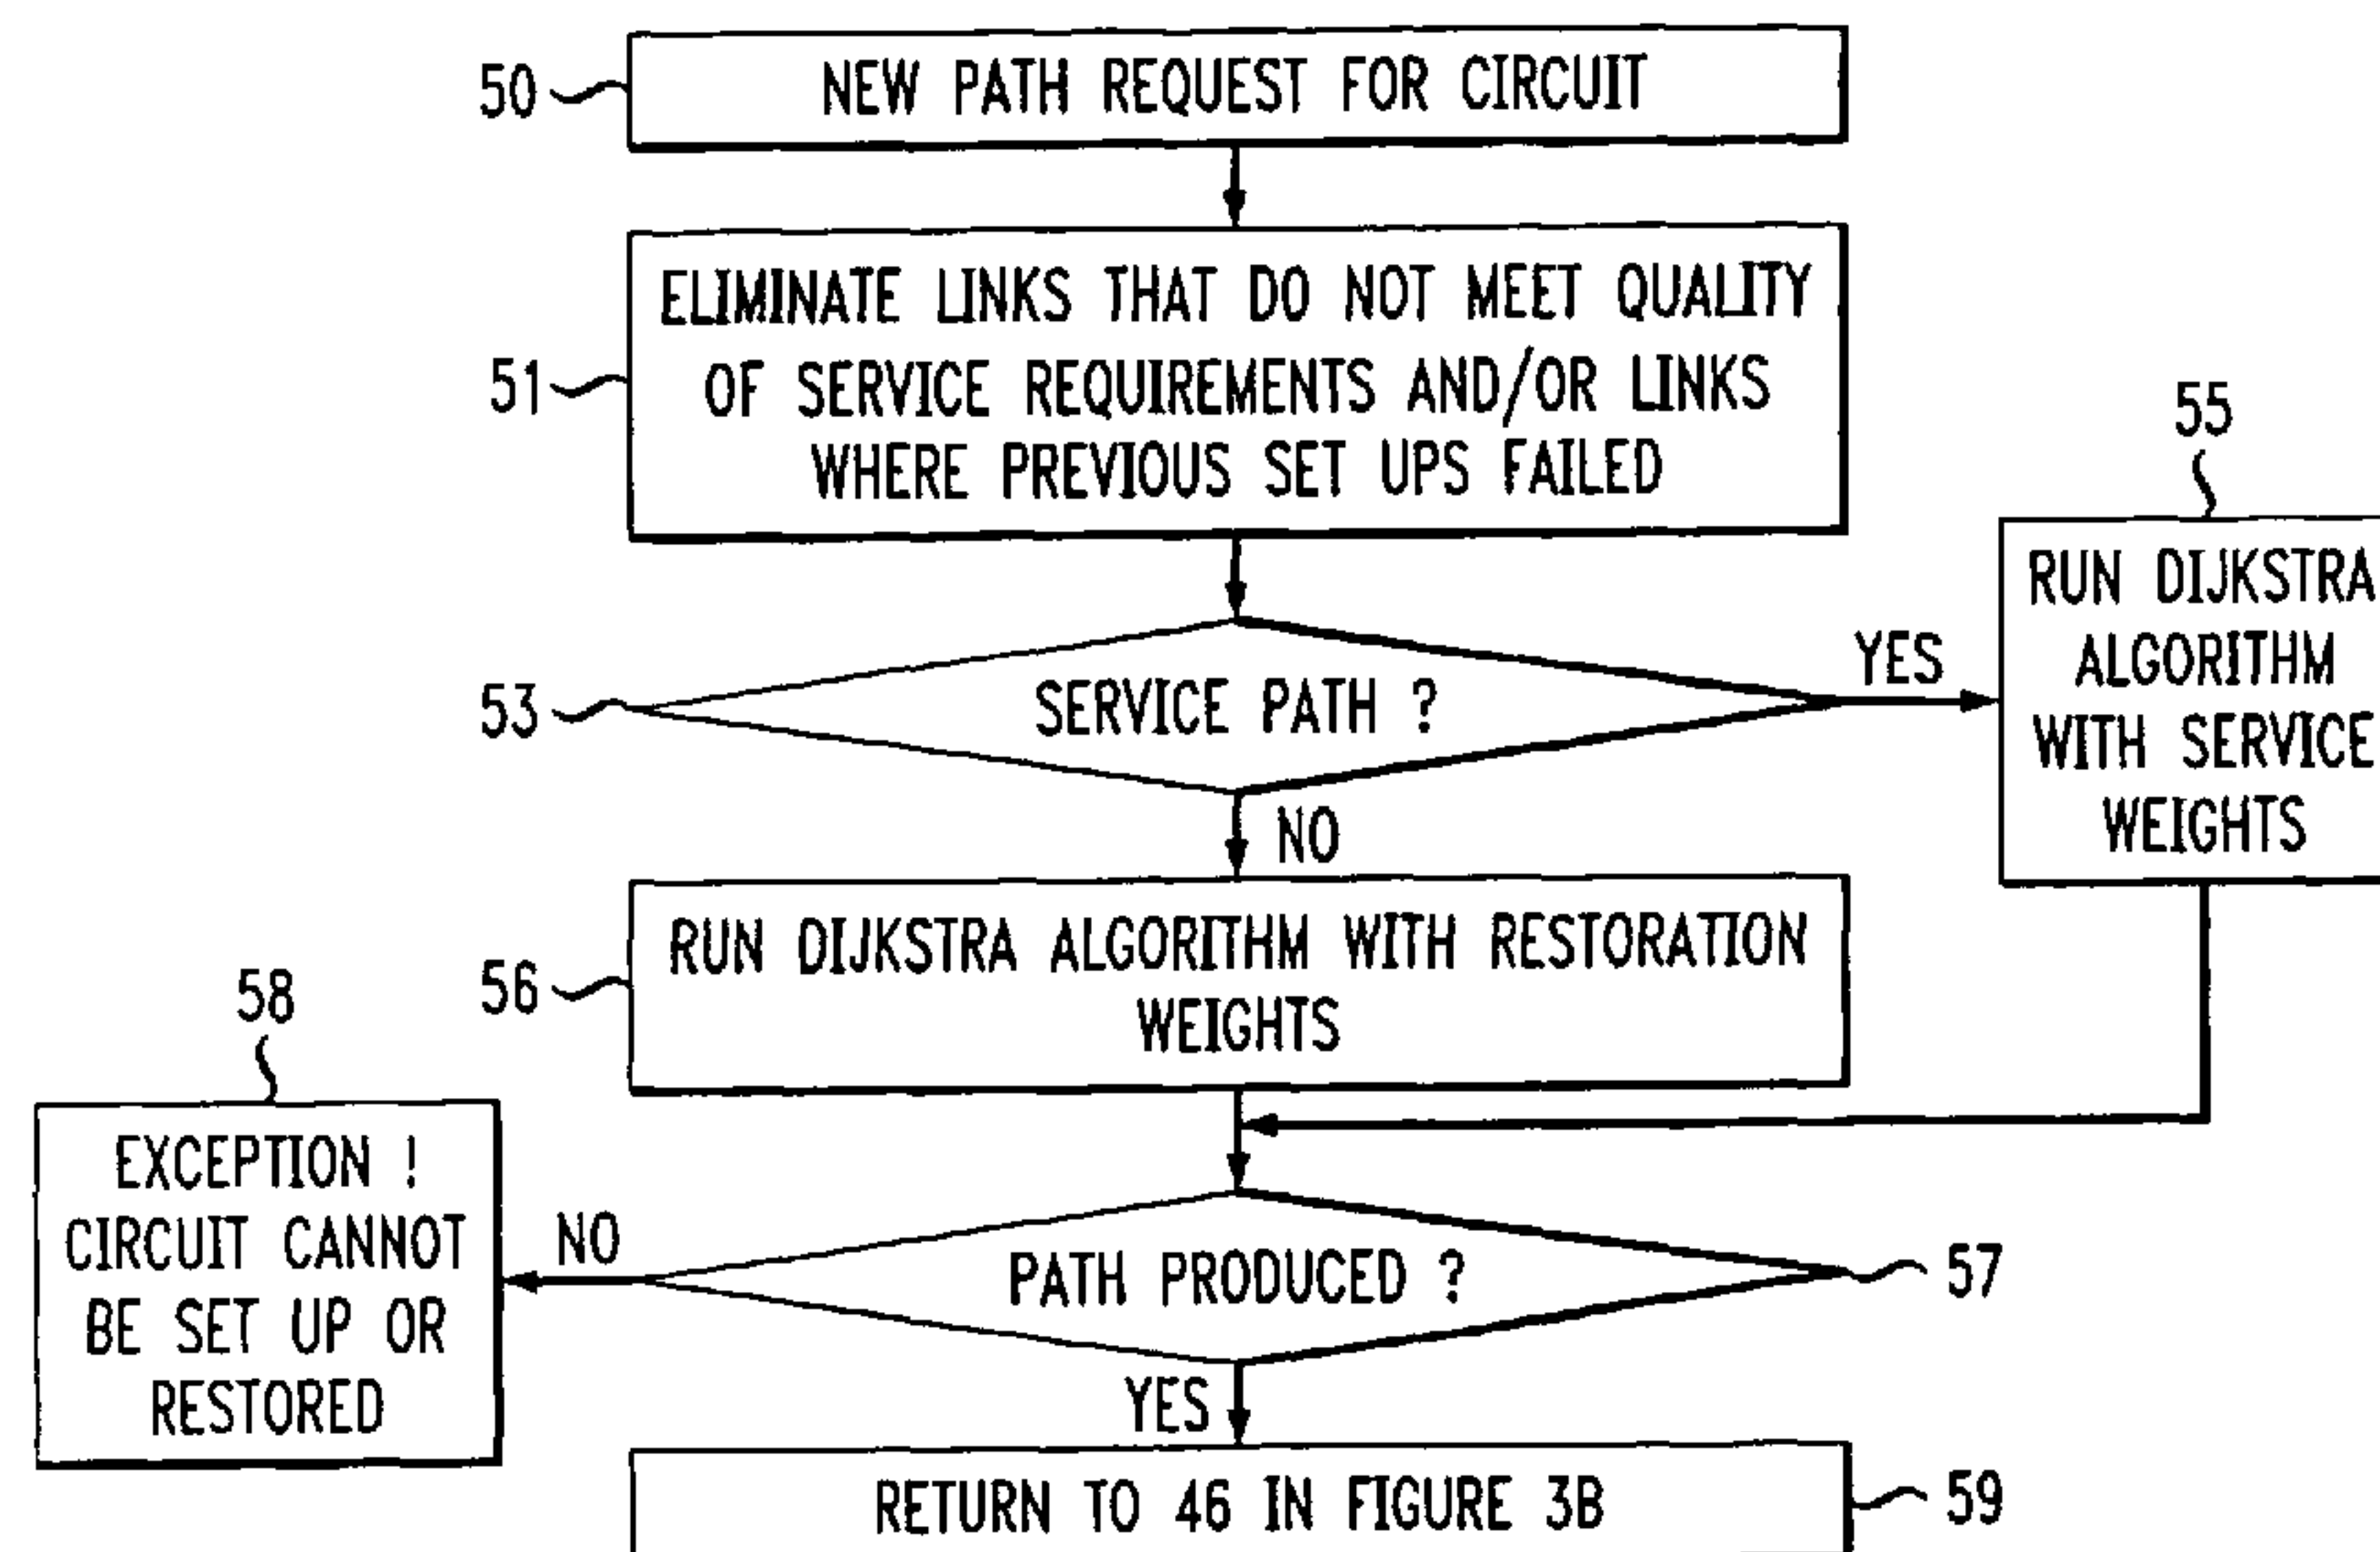 50
NEW PATH REQUEST FOR CIRCUIT
51
ELIMINATE LINKS THAT DO NOT MEET QUALITY
OF SERVICE REQUIREMENTS AND/OR LINKS
WHERE PREVIOUS SET UPS FAILED
53
SERVICE PATH ?
YES
55
RUN DIJKSTRA
ALGORITHM
WITH SERVICE
WEIGHTS
NO
56
RUN DIJKSTRA ALGORITHM WITH RESTORATION
WEIGHTS
58
EXCEPTION !
CIRCUIT CANNOT
BE SET UP OR
RESTORED
NO
PATH PRODUCED ?
57
YES
RETURN TO 46 IN FIGURE 3B
59